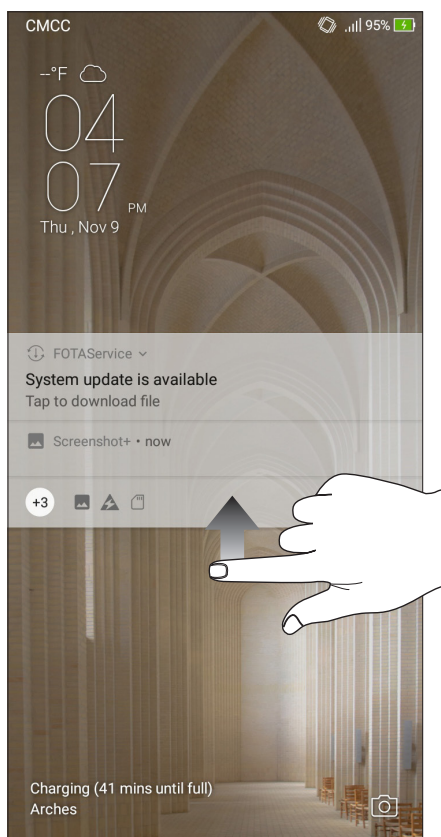 CMCC
95%
--°F
04
07 PM
Thu , Nov 9
FOTAService
System update is available
Tap to download file
Screenshot+ • now
+3
Charging (41 mins until full)
Arches